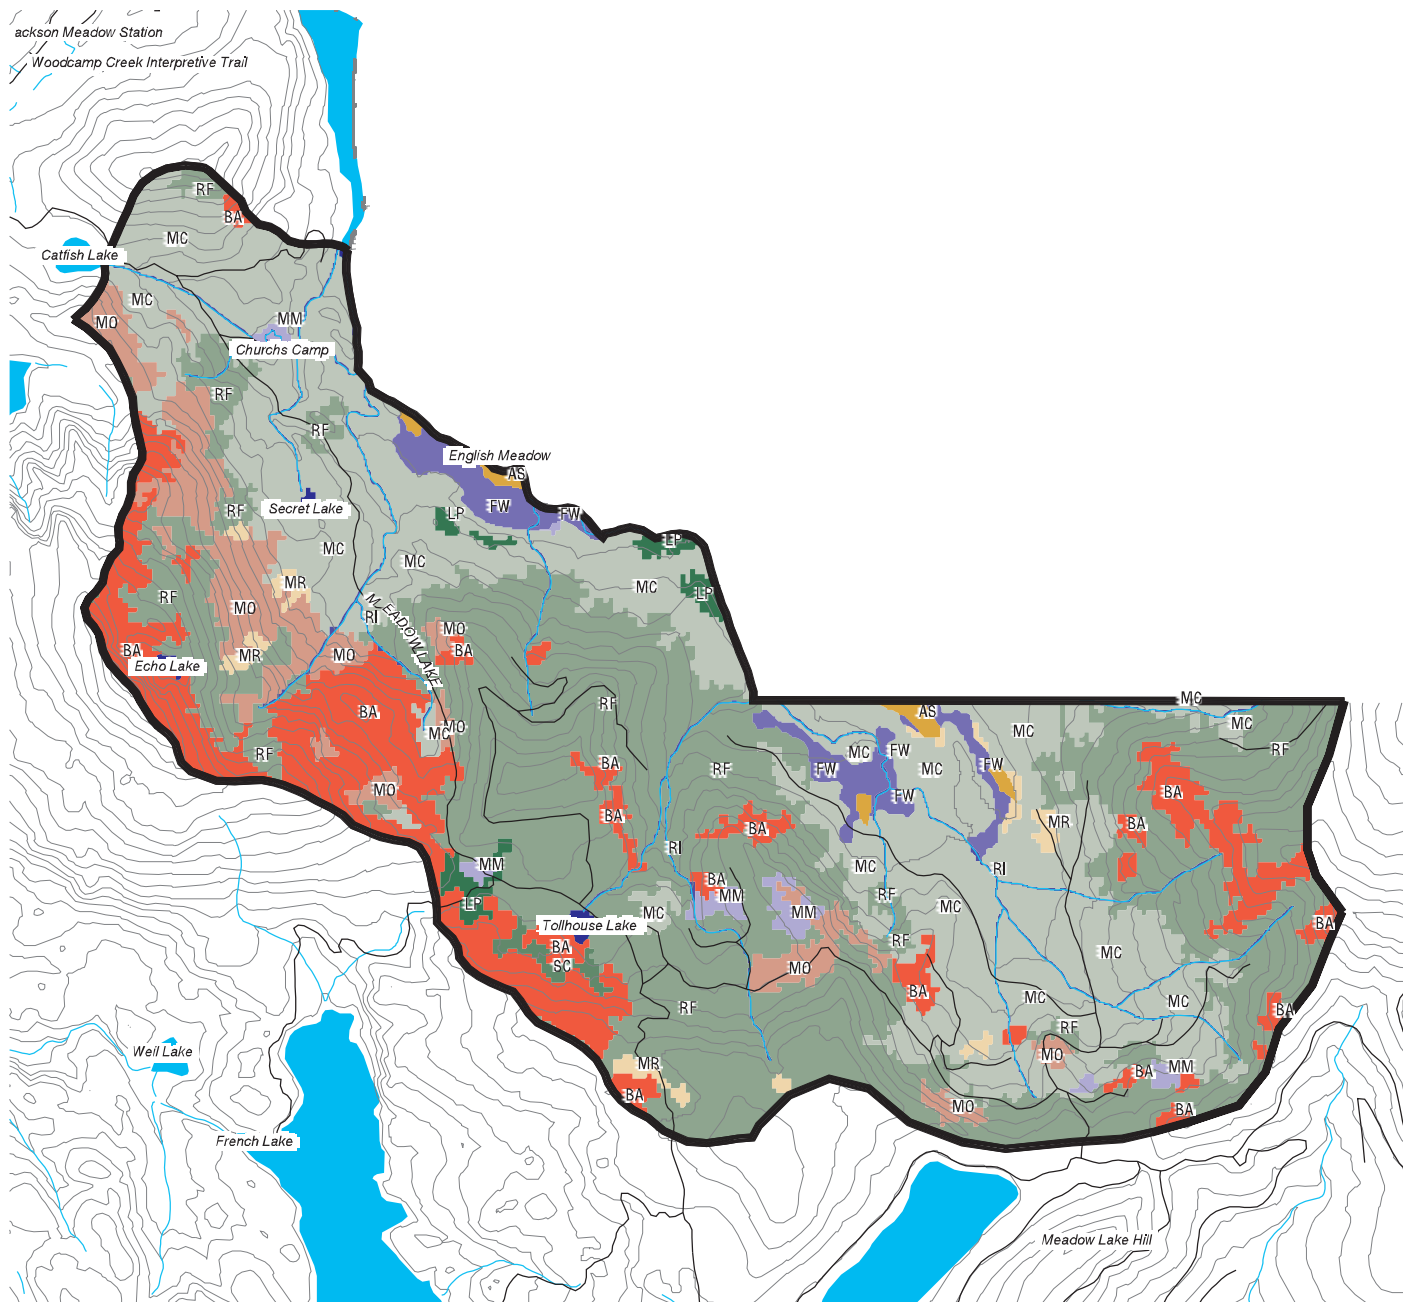 ackson Meadow Station
Woodcamp Creek Interpretive Trail
RF
BA
MC
Catfish Lake
MC
MO
MM
Churchs Camp
RF
RF
English Meadow
AS
RF
Secret Lake
FW
FW
LP
LP
MC
MC
MR
MC
LP
RF
MO
RI
MEADOW LAKE
MO
BA
MR
MO
BA
Echo Lake
BA
RF
MC
AS
MC
MC
MO
MC
RF
RF
MC
FW
FW
MC
FW
BA
RF
MO
BA
FW
BA
BA
MR
BA
RI
MM
MC
RI
BA
MM
RF
LP
MC
MM
MC
Tollhouse Lake
BA
RF
BA
SC
MC
MO
BA
MC
MC
RF
BA
RF
Weil Lake
MO
MR
BA
MM
BA
MO
BA
French Lake
Meadow Lake Hill